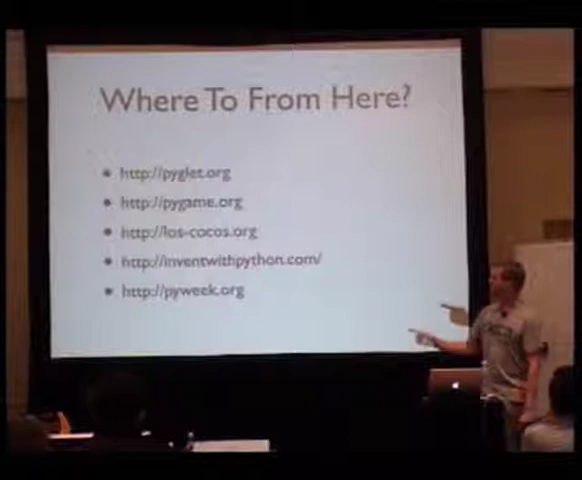 Where To From Here?
http://pyglet.org
http://pygame.org
http://los-cocos.org
http://inventwithpython.com/
http://pyweek.org